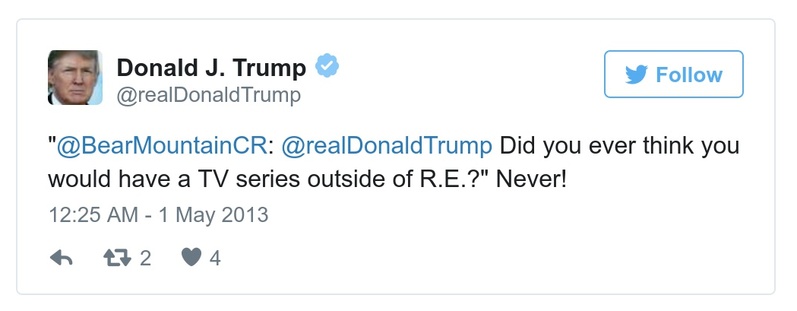 Donald J. Trump
@realDonaldTrump
Follow
"@BearMountainCR: @realDonaldTrump Did you ever think you
would have a TV series outside of R.E.?" Never!
12:25 AM - 1 May 2013
2 4